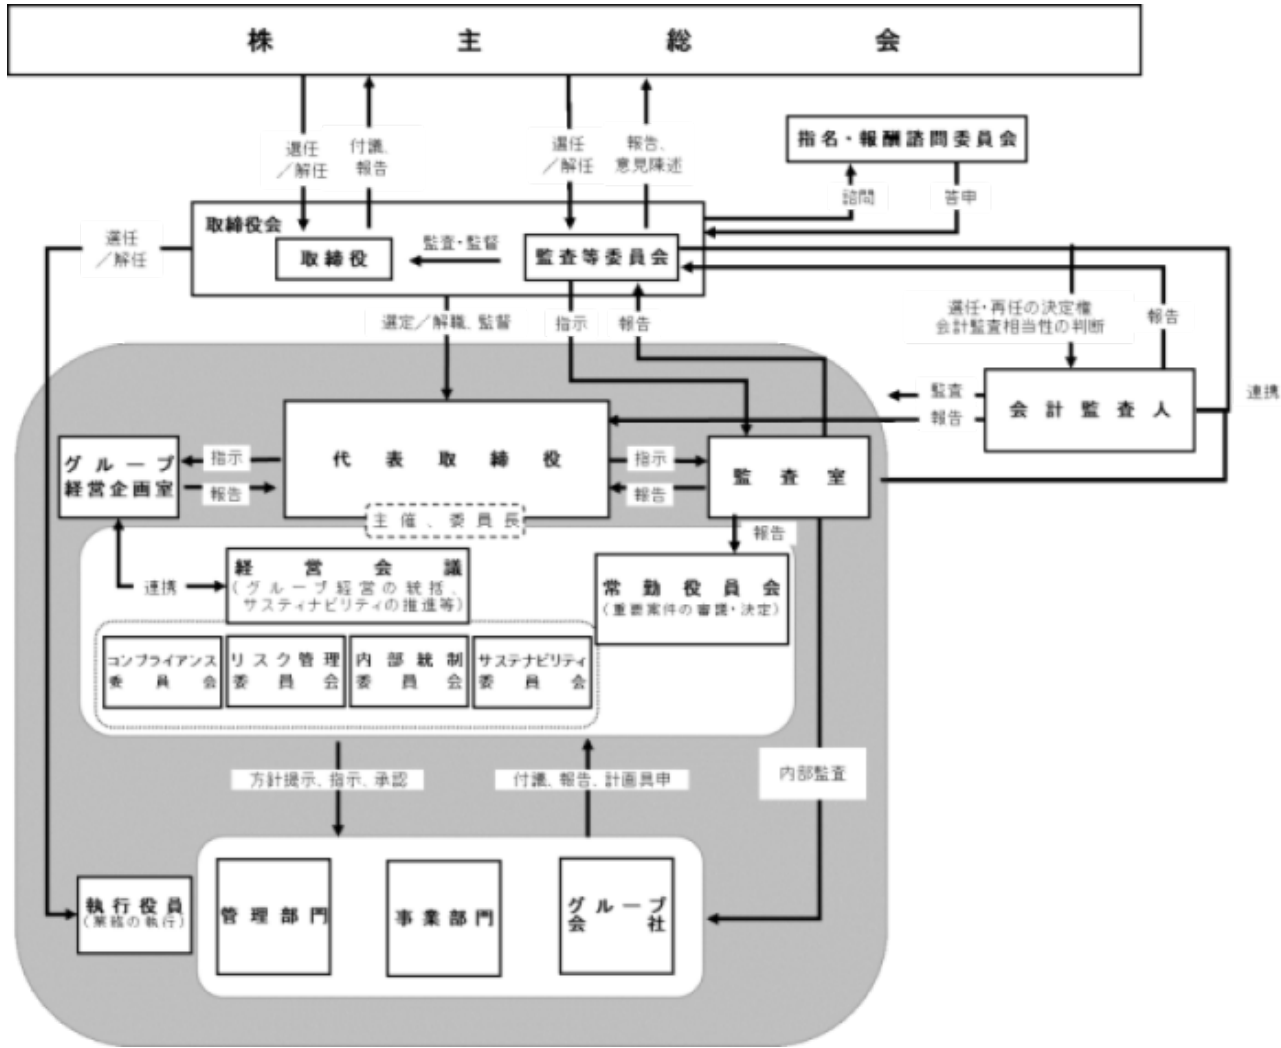 株主総会
選任
／解任
付議、
報告
選任
／解任
報告、
意見陳述
指名・報酬諮問委員会
諮問
答申
取締役会
選任
／解任
取締役
監査・監督
監査等委員会
選定／解職、監督
指示
報告
選任・再任の決定権
会計監査相当性の判断
報告
監査
報告
会計監査人
連携
グループ
経営企画室
指示
報告
代表取締役
指示
報告
監査室
主催、委員長
報告
連携
経営会議
（グループ経営の統括、
サスティナビリティの推進等）
常勤役員会
（重要案件の審議・決定）
コンプライアンス
委員会
リスク管理
委員会
内部統制
委員会
サステナビリティ
委員会
方針提示、指示、承認
付議、報告、計画具申
内部監査
執行役員
（業務の執行）
管理部門
事業部門
グループ
会社